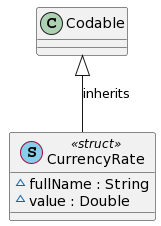 C Codable
inherits
«struct»
S CurrencyRate
~ fullName : String
~ value : Double